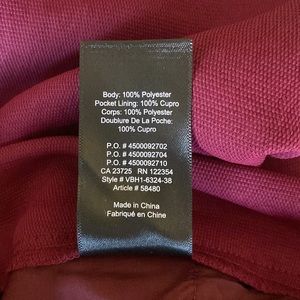 Body: 100% Polyester
Pocket Lining: 100% Cupro
Corps: 100% Polyester
Doublure De La Poche:
100% Cupro
P.O. # 4500092702
P.O. # 4500092704
P.O. # 4500092710
CA 23725 RN 122354
Style # VBH1-6324-38
Article # 58480
Made in China
Fabriqué en Chine